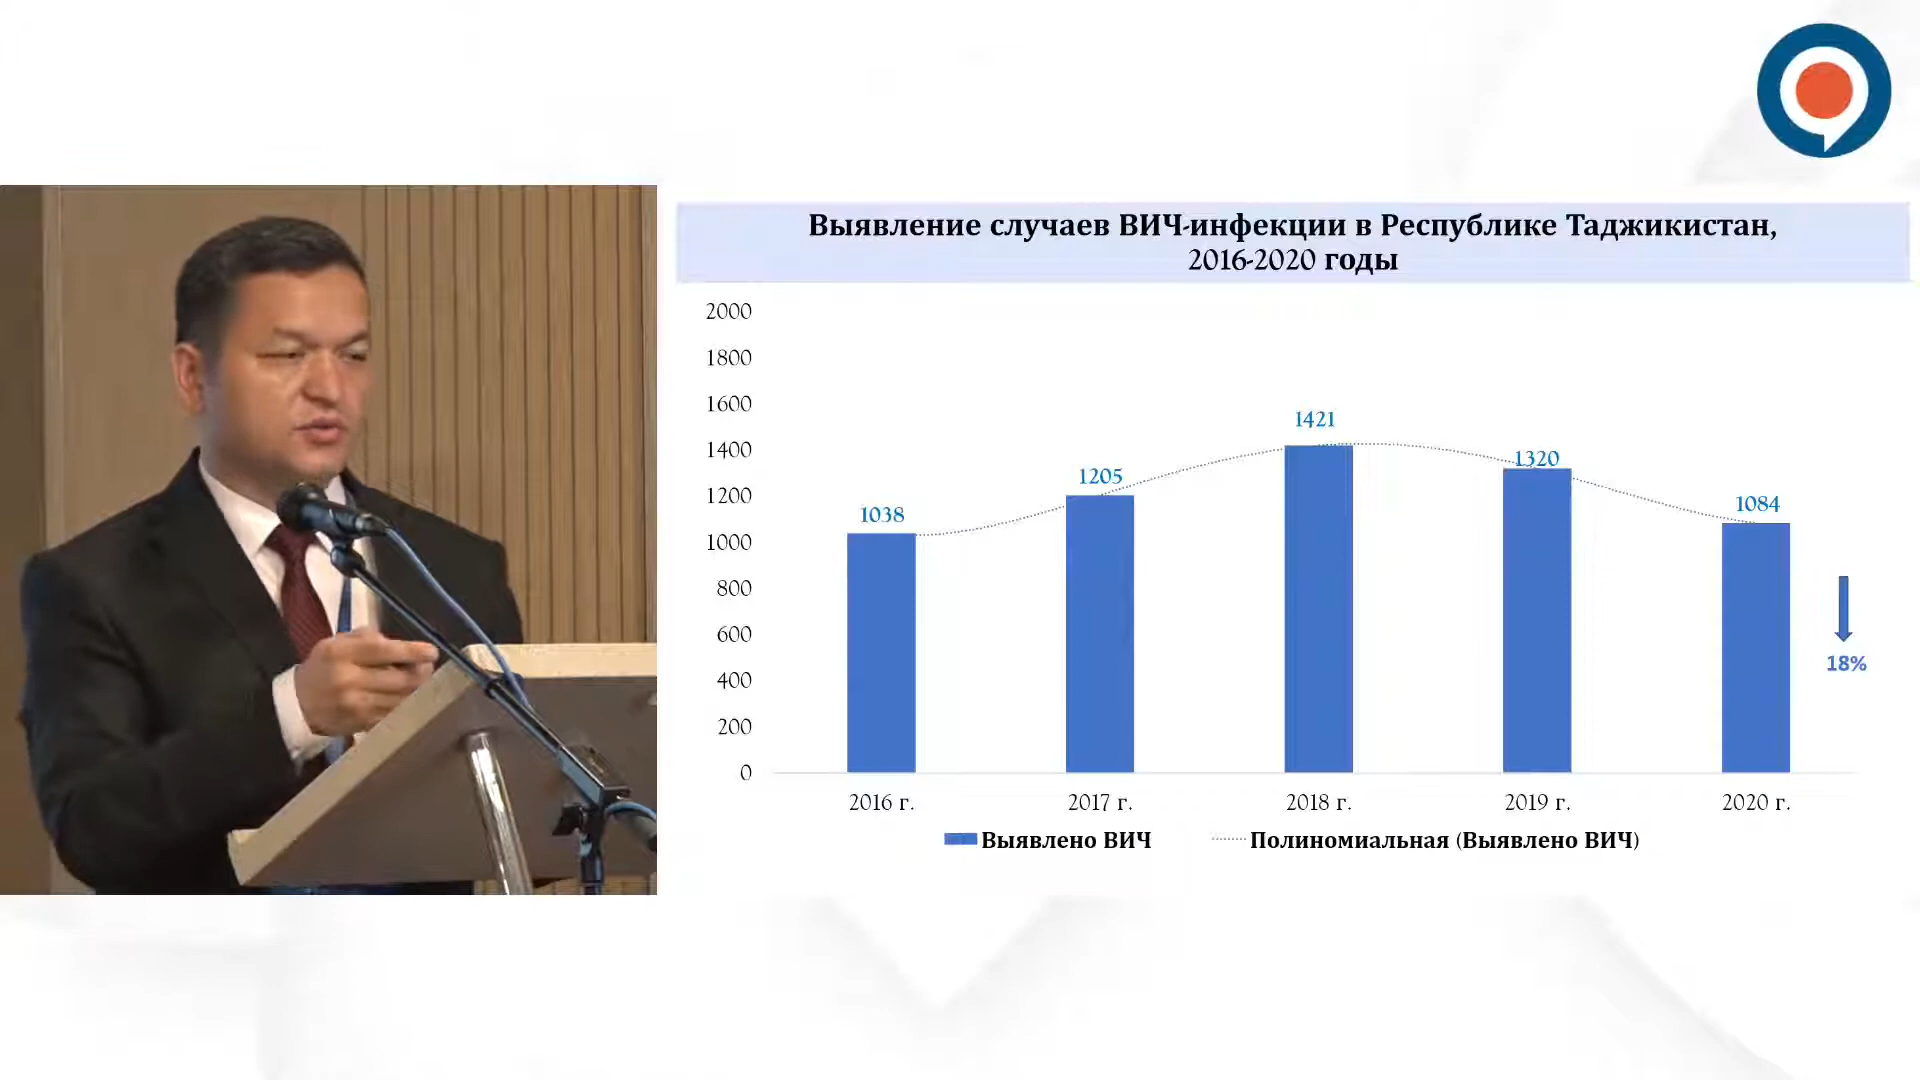 Выявление случаев ВИЧ-инфекции в Республике Таджикистан,
2016-2020 годы
2000
1800
1600
1400
1200
1000
800
600
400
200
0
1038
1205
1421
1320
1084
18%
2016 г.
2017 г.
2018 г.
2019 г.
2020 г.
Выявлено ВИЧ
Полиномиальная (Выявлено ВИЧ)